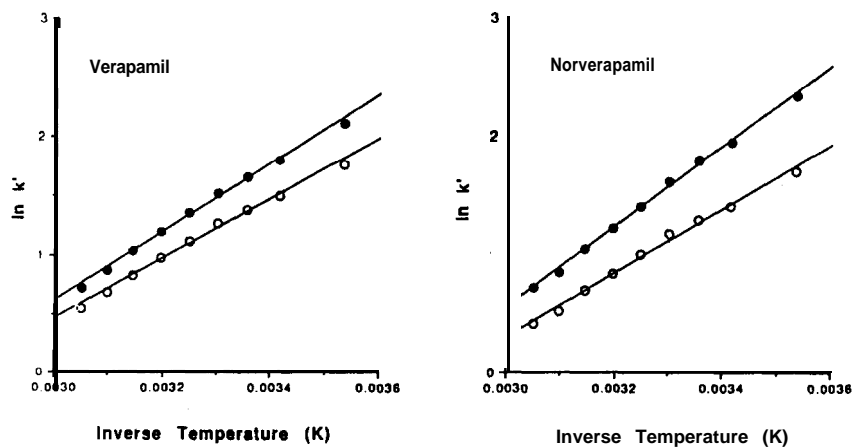 3
Verapamil
2
ln k'
1
0
0.0030
0.0032
0.0034
0.0036
Inverse Temperature (K)
3
Norverapamil
2
ln k'
1
0
0.0030
0.0032
0.0034
0.0036
Inverse Temperature (K)